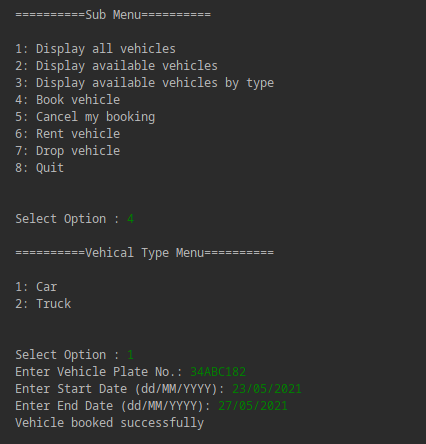 ==========Sub Menu==========
1: Display all vehicles
2: Display available vehicles
3: Display available vehicles by type
4: Book vehicle
5: Cancel my booking
6: Rent vehicle
7: Drop vehicle
8: Quit
Select Option : 4
==========Vehical Type Menu==========
1: Car
2: Truck
Select Option : 1
Enter Vehicle Plate No.: 34ABC182
Enter Start Date (dd/MM/YYYY): 23/05/2021
Enter End Date (dd/MM/YYYY): 27/05/2021
Vehicle booked successfully